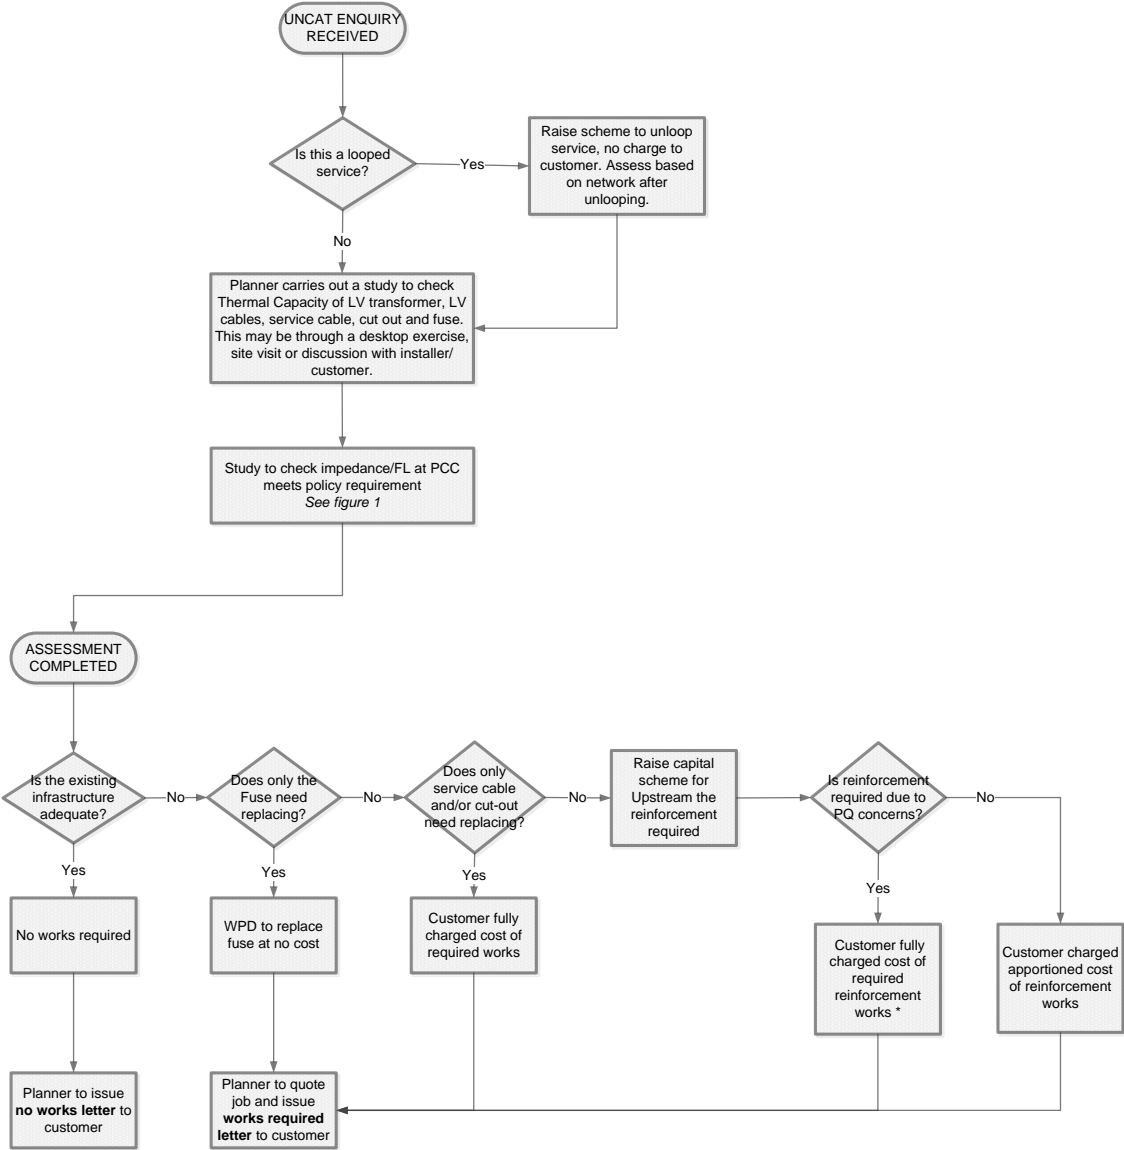 UNCAT ENQUIRY
RECEIVED
Is this a looped
service?
Yes
Raise scheme to unloop
service, no charge to
customer. Assess based
on network after
unlooping.
No
Planner carries out a study to check
Thermal Capacity of LV transformer, LV
cables, service cable, cut out and fuse.
This may be through a desktop exercise,
site visit or discussion with installer/
customer.
Study to check impedance/FL at PCC
meets policy requirement
See figure 1
ASSESSMENT
COMPLETED
Is the existing
infrastructure
adequate?
No
Does only the
Fuse need
replacing?
No
Does only
service cable
and/or cut-out
need replacing?
No
Raise capital
scheme for
Upstream the
reinforcement
required
Is reinforcement
required due to
PQ concerns?
No
Yes
Yes
Yes
Yes
No works required
WPD to replace
fuse at no cost
Customer fully
charged cost of
required works
Customer fully
charged cost of
required
reinforcement
works *
Customer charged
apportioned cost
of reinforcement
works
Planner to issue
no works letter to
customer
Planner to quote
job and issue
works required
letter to customer